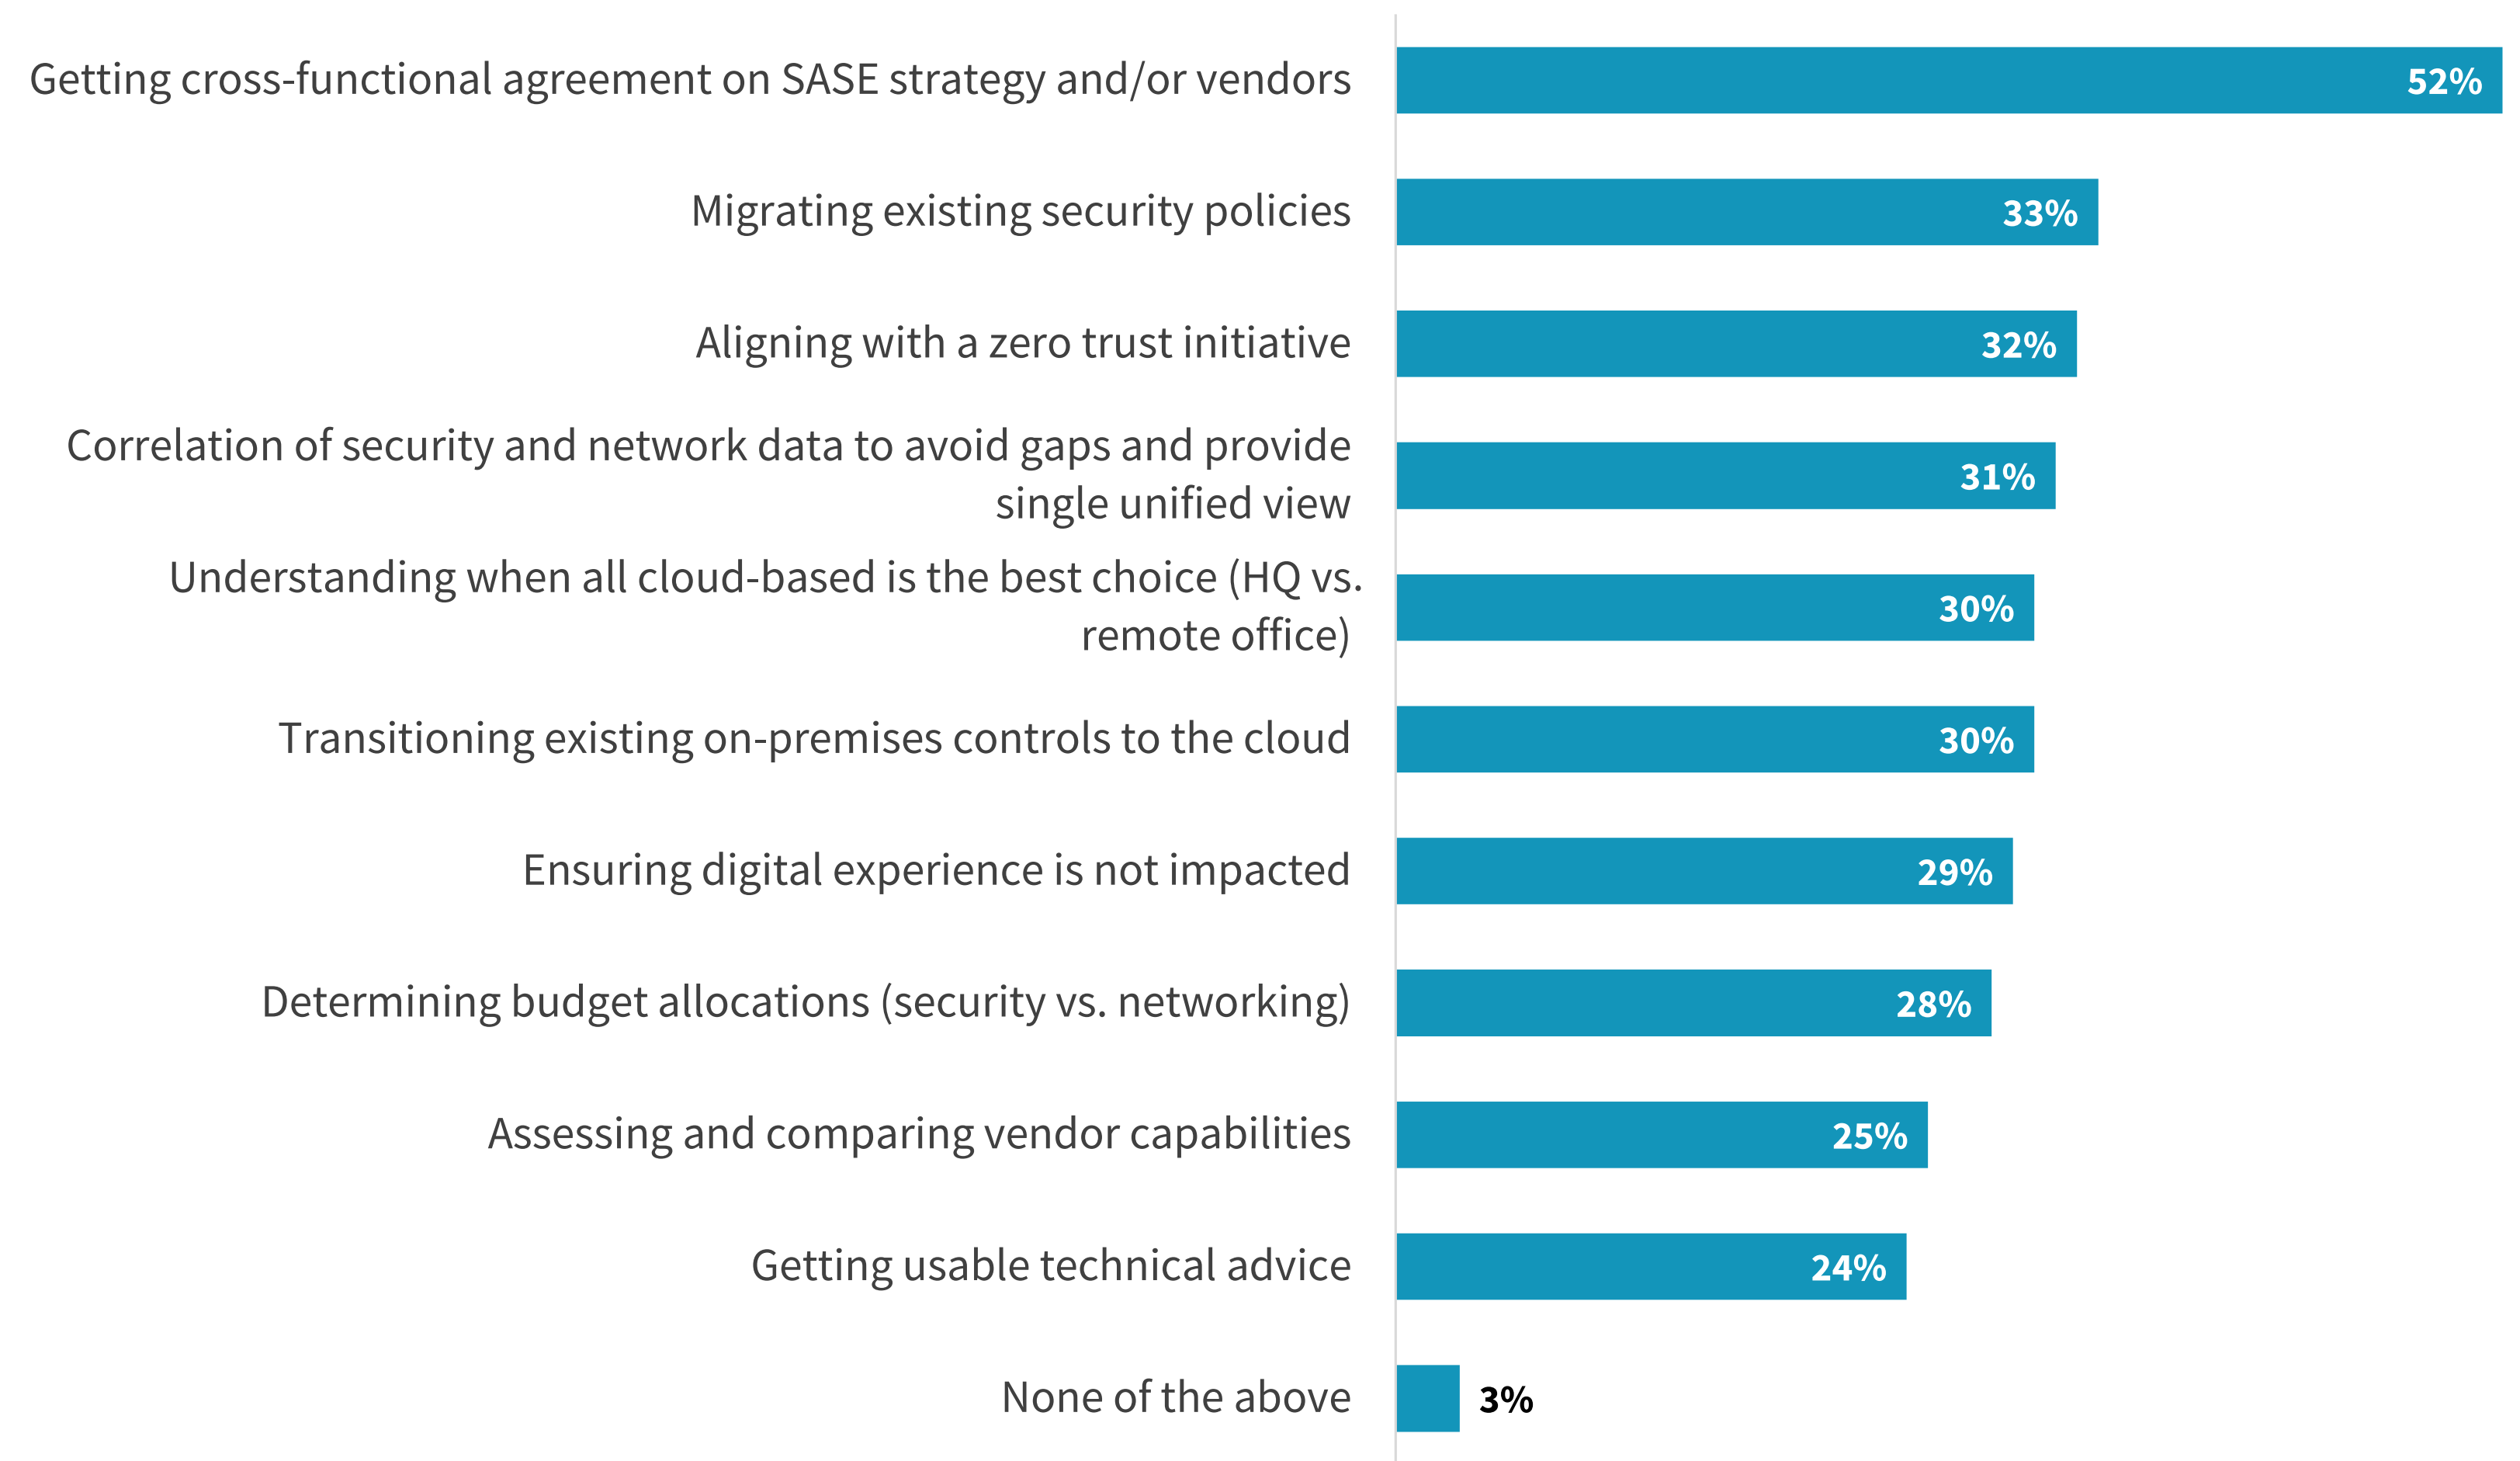 Getting cross-functional agreement on SASE strategy and/or vendors
52%
Migrating existing security policies
33%
Aligning with a zero trust initiative
32%
Correlation of security and network data to avoid gaps and provide
single unified view
31%
Understanding when all cloud-based is the best choice (HQ vs.
remote office)
30%
Transitioning existing on-premises controls to the cloud
30%
Ensuring digital experience is not impacted
29%
Determining budget allocations (security vs. networking)
28%
Assessing and comparing vendor capabilities
25%
Getting usable technical advice
24%
None of the above
3%